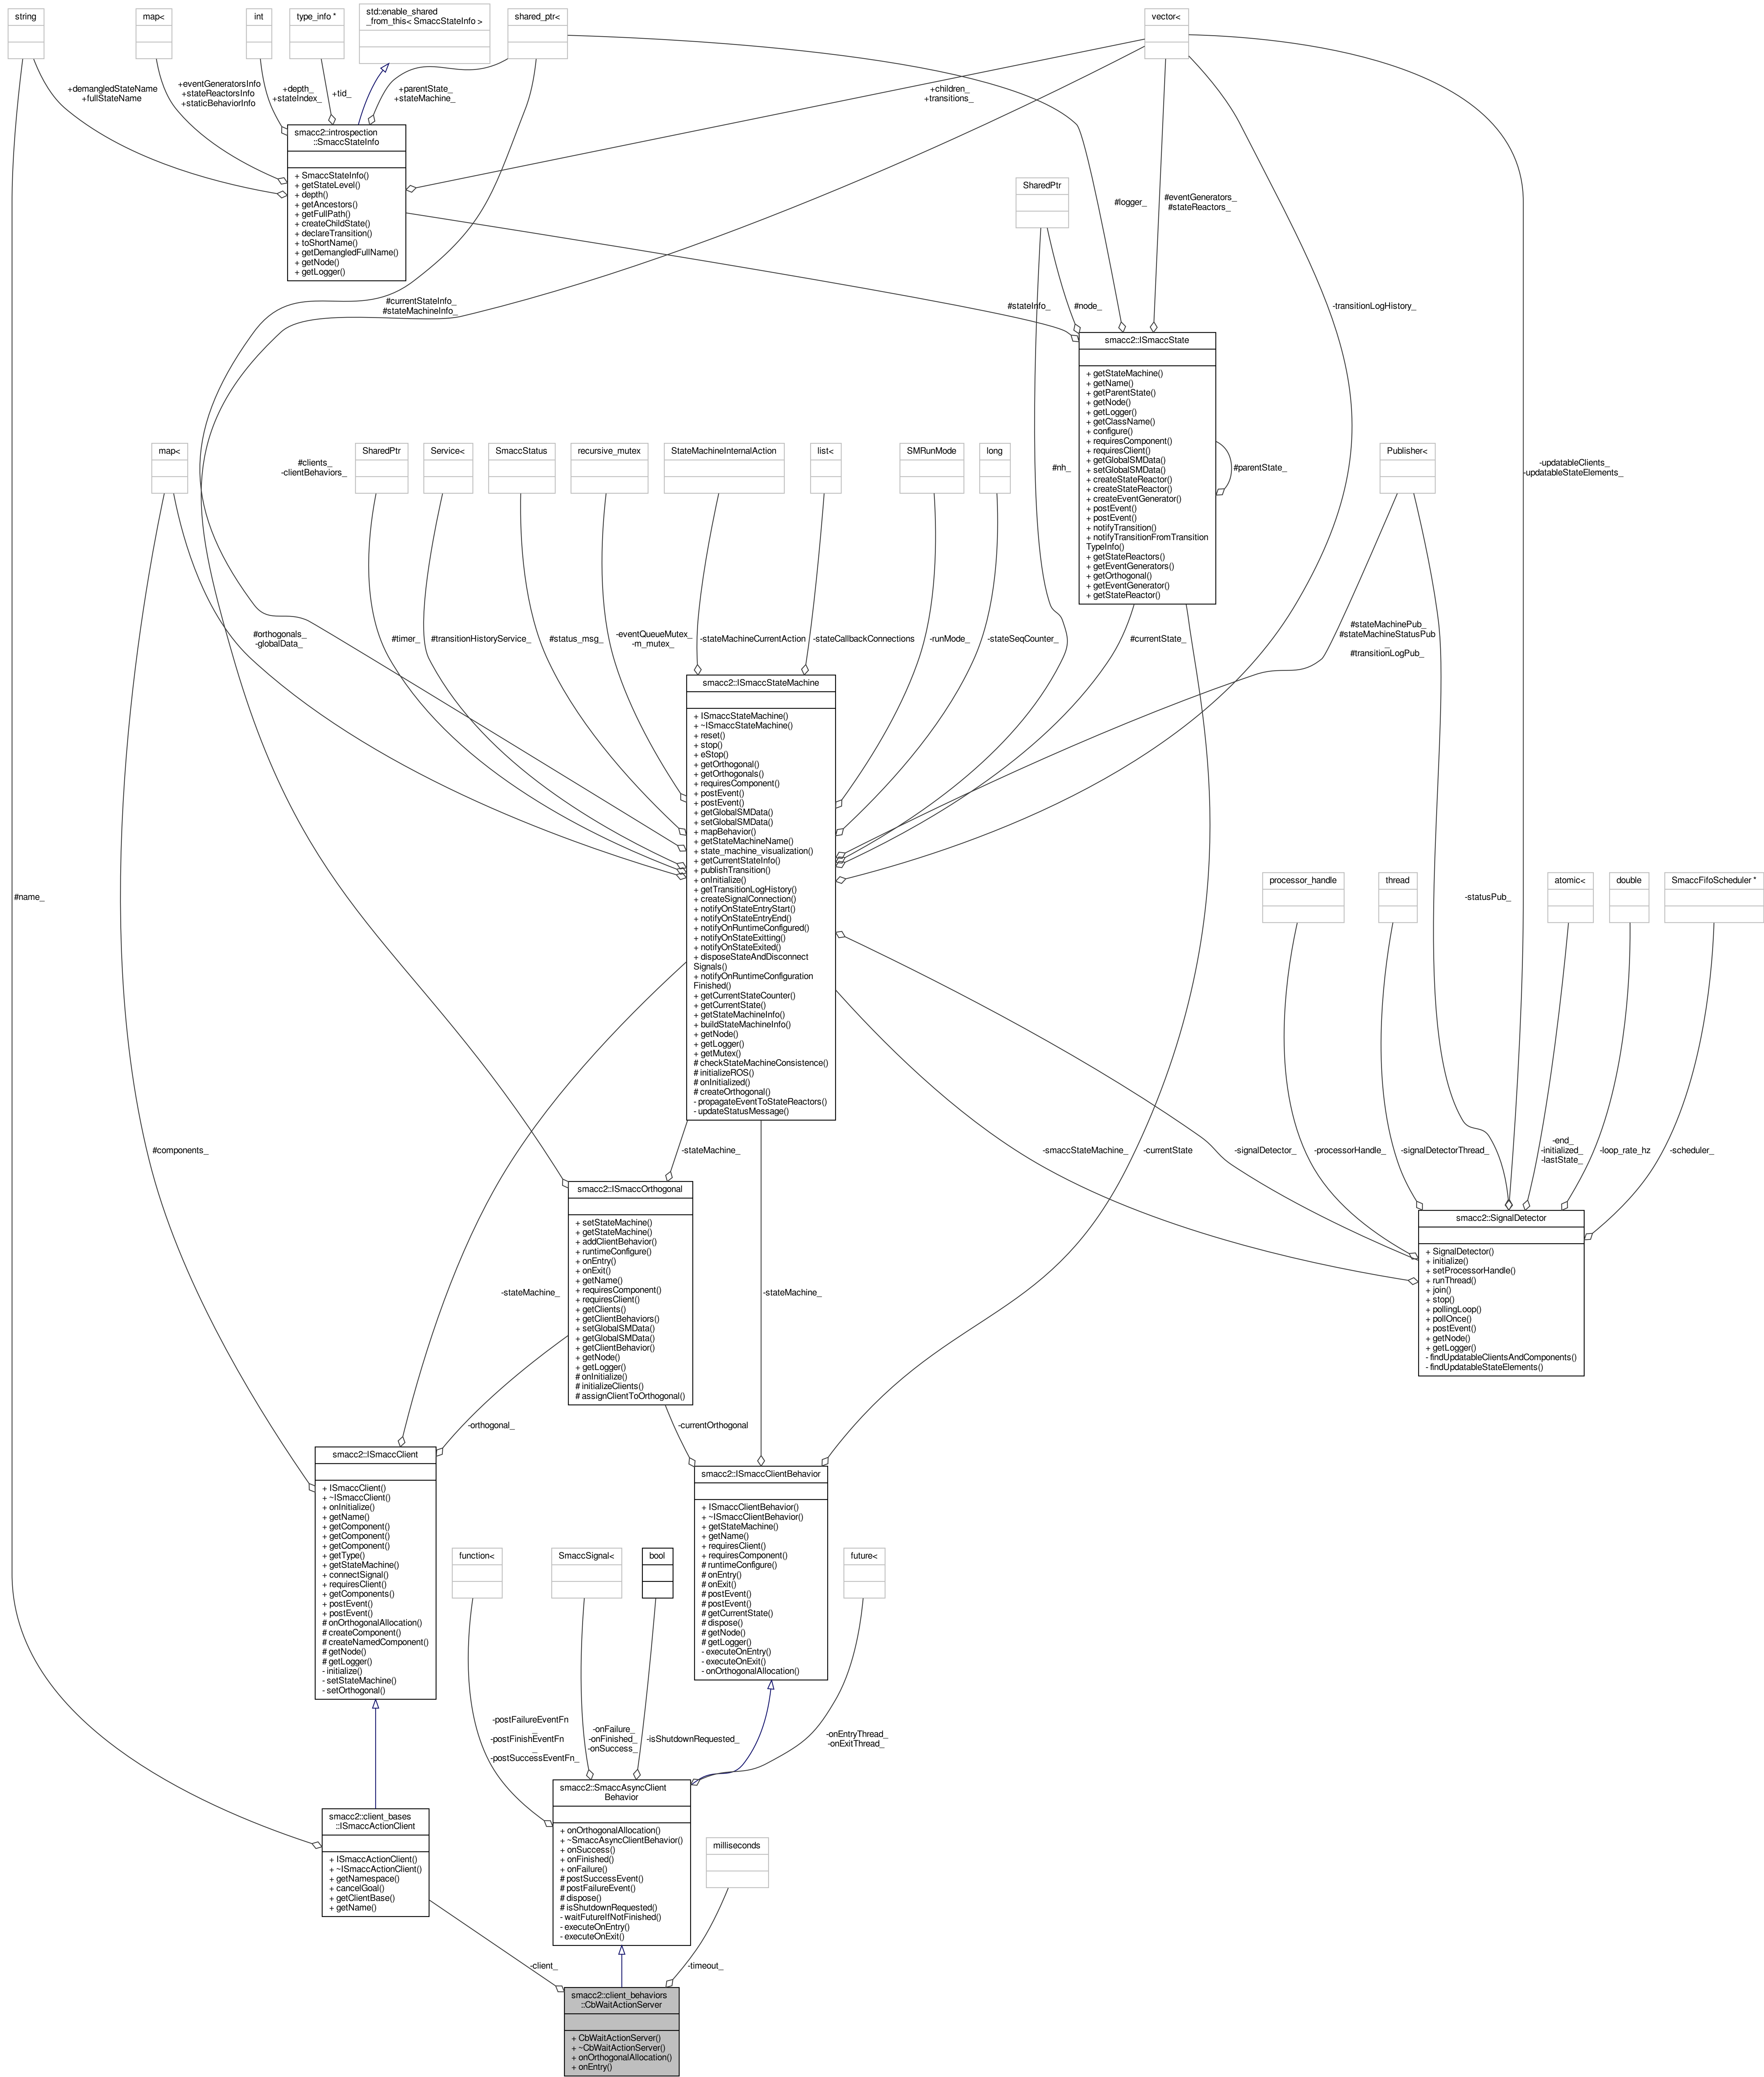 string
map<
int
type_info *
std::enable_shared
_from_this< SmaccStateInfo >
shared_ptr<
vector<
+demangledStateName
+fullStateName
+eventGeneratorsInfo
+stateReactorsInfo
+staticBehaviorInfo
+depth_
+stateIndex_
+tid_
+parentState_
+stateMachine_
+children_
+transitions_
smacc2::introspection
::SmaccStateInfo
+ SmaccStateInfo()
+ getStateLevel()
+ depth()
+ getAncestors()
+ getFullPath()
+ createChildState()
+ declareTransition()
+ toShortName()
+ getDemangledFullName()
+ getNode()
+ getLogger()
SharedPtr
#logger_
#eventGenerators_
#stateReactors_
#currentStateInfo_
#stateMachineInfo_
#stateInfo_
#node_
-transitionLogHistory_
smacc2::ISmaccState
+ getStateMachine()
+ getName()
+ getParentState()
+ getNode()
+ getLogger()
+ getClassName()
+ configure()
+ requiresComponent()
+ requiresClient()
+ getGlobalSMData()
+ setGlobalSMData()
+ createStateReactor()
+ createStateReactor()
+ createEventGenerator()
+ postEvent()
+ postEvent()
+ notifyTransition()
+ notifyTransitionFromTransition
TypeInfo()
+ getStateReactors()
+ getEventGenerators()
+ getOrthogonal()
+ getEventGenerator()
+ getStateReactor()
#parentState_
map<
#clients_
-clientBehaviors_
SharedPtr
Service<
SmaccStatus
recursive_mutex
StateMachineInternalAction
list<
SMRunMode
long
#nh_
Publisher<
-updatableClients_
-updatableStateElements_
#orthogonals_
-globalData_
#timer_
#transitionHistoryService_
#status_msg_
-eventQueueMutex_
-m_mutex_
-stateMachineCurrentAction
-stateCallbackConnections
-runMode_
-stateSeqCounter_
#currentState_
#stateMachinePub_
#stateMachineStatusPub
_
#transitionLogPub_
smacc2::ISmaccStateMachine
+ ISmaccStateMachine()
+ ~ISmaccStateMachine()
+ reset()
+ stop()
+ eStop()
+ getOrthogonal()
+ getOrthogonals()
+ requiresComponent()
+ postEvent()
+ postEvent()
+ getGlobalSMData()
+ setGlobalSMData()
+ mapBehavior()
+ getStateMachineName()
+ state_machine_visualization()
+ getCurrentStateInfo()
+ publishTransition()
+ onInitialize()
+ getTransitionLogHistory()
+ createSignalConnection()
+ notifyOnStateEntryStart()
+ notifyOnStateEntryEnd()
+ notifyOnRuntimeConfigured()
+ notifyOnStateExitting()
+ notifyOnStateExited()
+ disposeStateAndDisconnect
Signals()
+ notifyOnRuntimeConfiguration
Finished()
+ getCurrentStateCounter()
+ getCurrentState()
+ getStateMachineInfo()
+ buildStateMachineInfo()
+ getNode()
+ getLogger()
+ getMutex()
# checkStateMachineConsistence()
# initializeROS()
# onInitialized()
# createOrthogonal()
- propagateEventToStateReactors()
- updateStatusMessage()
#name_
-statusPub_
processor_handle
thread
atomic<
double
SmaccFifoScheduler *
#components_
-stateMachine_
-smaccStateMachine_
-currentState
-signalDetector_
-processorHandle_
-signalDetectorThread_
-end_
-initialized_
-lastState_
-loop_rate_hz
-scheduler_
smacc2::ISmaccOrthogonal
+ setStateMachine()
+ getStateMachine()
+ addClientBehavior()
+ runtimeConfigure()
+ onEntry()
+ onExit()
+ getName()
+ requiresComponent()
+ requiresClient()
+ getClients()
+ getClientBehaviors()
+ setGlobalSMData()
+ getGlobalSMData()
+ getClientBehavior()
+ getNode()
+ getLogger()
# onInitialize()
# initializeClients()
# assignClientToOrthogonal()
smacc2::SignalDetector
+ SignalDetector()
+ initialize()
+ setProcessorHandle()
+ runThread()
+ join()
+ stop()
+ pollingLoop()
+ pollOnce()
+ postEvent()
+ getNode()
+ getLogger()
- findUpdatableClientsAndComponents()
- findUpdatableStateElements()
-stateMachine_
-stateMachine_
-orthogonal_
-currentOrthogonal
smacc2::ISmaccClient
+ ISmaccClient()
+ ~ISmaccClient()
+ onInitialize()
+ getName()
+ getComponent()
+ getComponent()
+ getComponent()
+ getType()
+ getStateMachine()
+ connectSignal()
+ requiresClient()
+ getComponents()
+ postEvent()
+ postEvent()
# onOrthogonalAllocation()
# createComponent()
# createNamedComponent()
# getNode()
# getLogger()
- initialize()
- setStateMachine()
- setOrthogonal()
smacc2::ISmaccClientBehavior
+ ISmaccClientBehavior()
+ ~ISmaccClientBehavior()
+ getStateMachine()
+ getName()
+ requiresClient()
+ requiresComponent()
# runtimeConfigure()
# onEntry()
# onExit()
# postEvent()
# postEvent()
# getCurrentState()
# dispose()
# getNode()
# getLogger()
- executeOnEntry()
- executeOnExit()
- onOrthogonalAllocation()
function<
SmaccSignal<
bool
future<
-postFailureEventFn
_
-postFinishEventFn
_
-postSuccessEventFn_
-onFailure_
-onFinished_
-onSuccess_
-isShutdownRequested_
-onEntryThread_
-onExitThread_
smacc2::SmaccAsyncClient
Behavior
+ onOrthogonalAllocation()
+ ~SmaccAsyncClientBehavior()
+ onSuccess()
+ onFinished()
+ onFailure()
# postSuccessEvent()
# postFailureEvent()
# dispose()
# isShutdownRequested()
- waitFutureIfNotFinished()
- executeOnEntry()
- executeOnExit()
smacc2::client_bases
::ISmaccActionClient
+ ISmaccActionClient()
+ ~ISmaccActionClient()
+ getNamespace()
+ cancelGoal()
+ getClientBase()
+ getName()
milliseconds
-client_
-timeout_
smacc2::client_behaviors
::CbWaitActionServer
+ CbWaitActionServer()
+ ~CbWaitActionServer()
+ onOrthogonalAllocation()
+ onEntry()